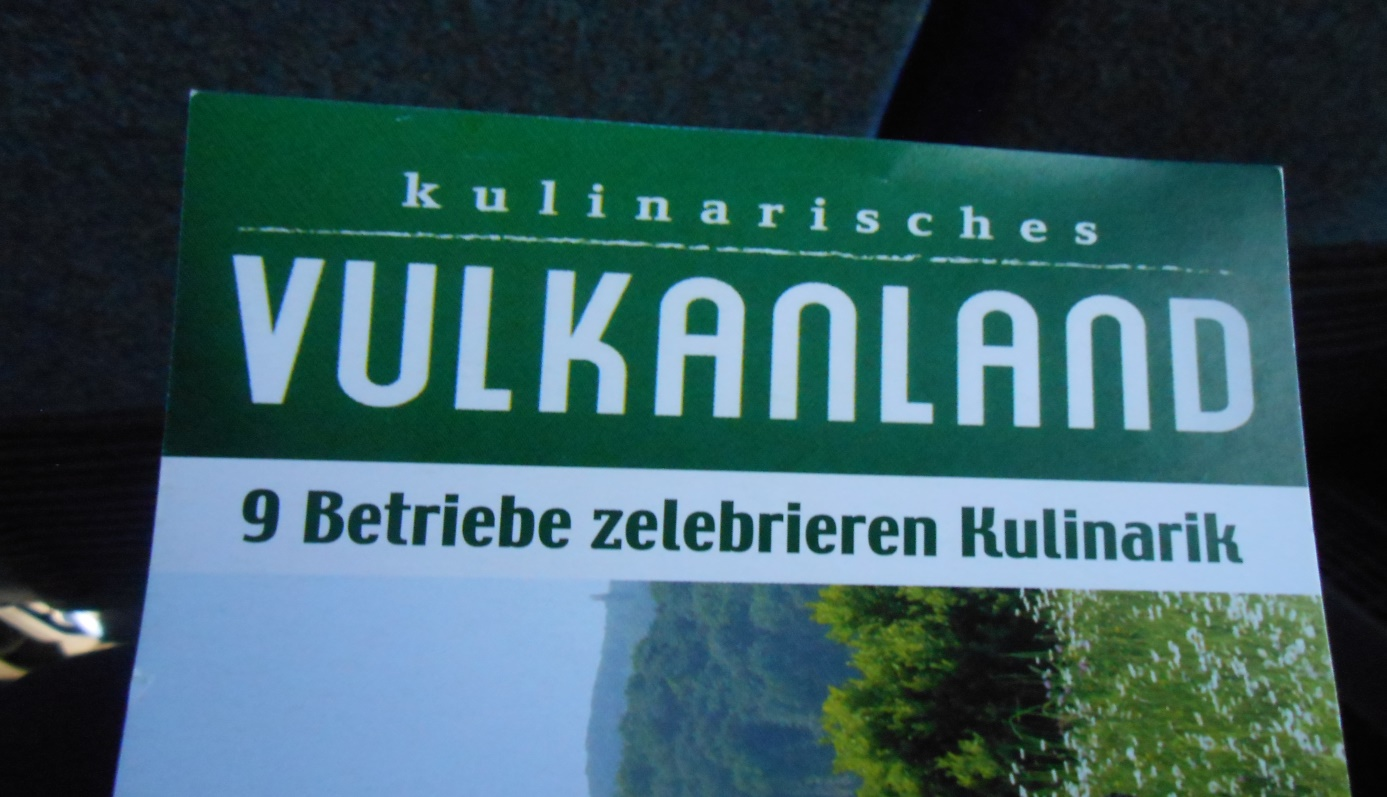 kulinarisches
VULKANLAND
9 Betriebe zelebrieren Kulinarik